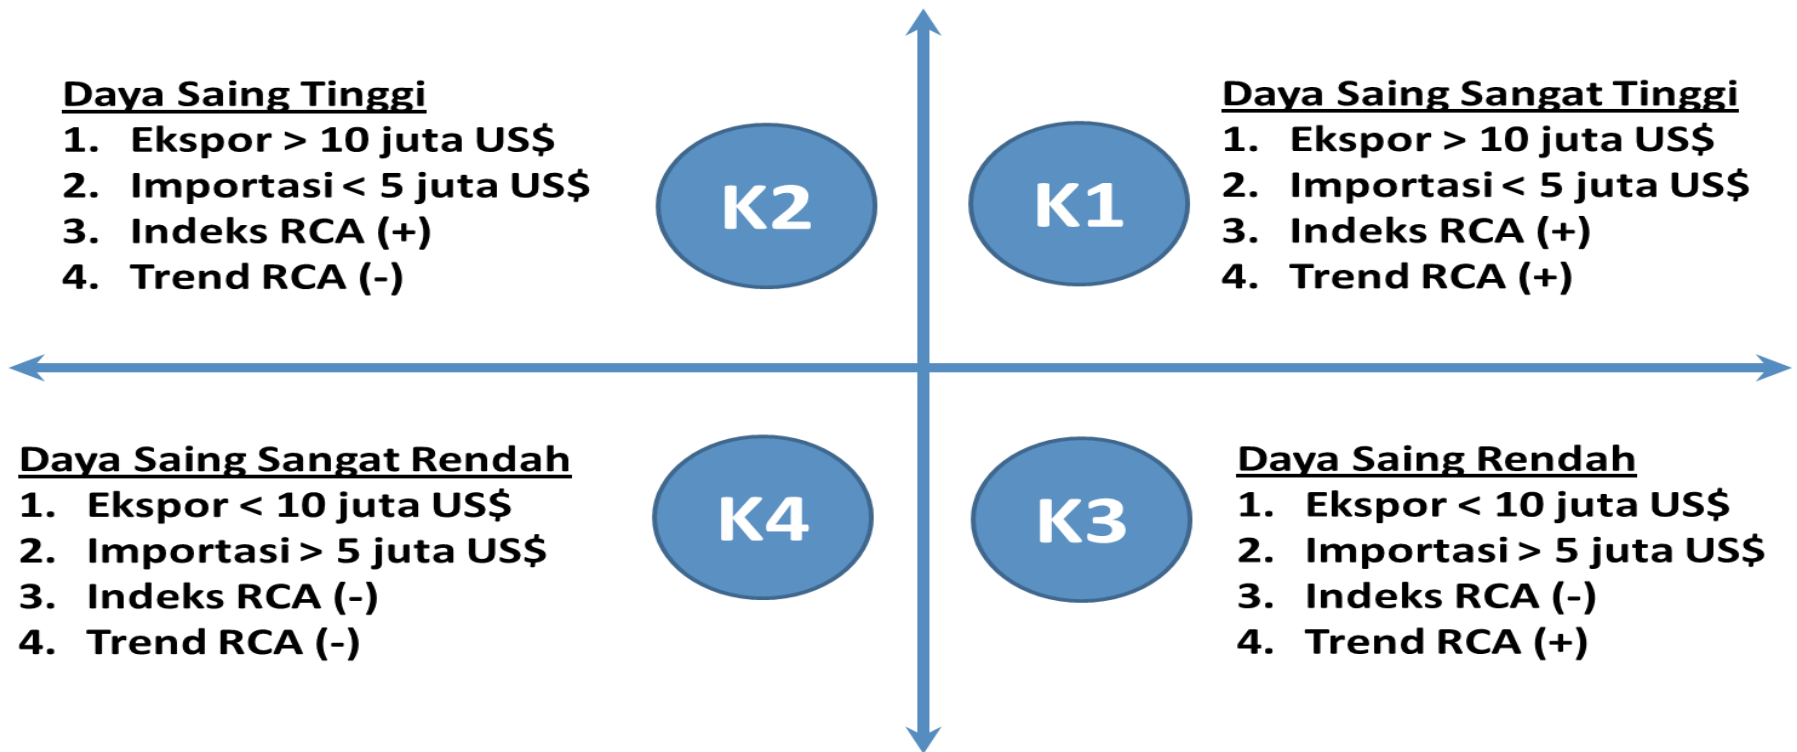 Daya Saing Tinggi
1. Ekspor > 10 juta US$
2. Importasi < 5 juta US$
3. Indeks RCA (+)
4. Trend RCA (-)
K2
K1
Daya Saing Sangat Tinggi
1. Ekspor > 10 juta US$
2. Importasi < 5 juta US$
3. Indeks RCA (+)
4. Trend RCA (+)
Daya Saing Sangat Rendah
1. Ekspor < 10 juta US$
2. Importasi > 5 juta US$
3. Indeks RCA (-)
4. Trend RCA (-)
K4
K3
Daya Saing Rendah
1. Ekspor < 10 juta US$
2. Importasi > 5 juta US$
3. Indeks RCA (-)
4. Trend RCA (+)